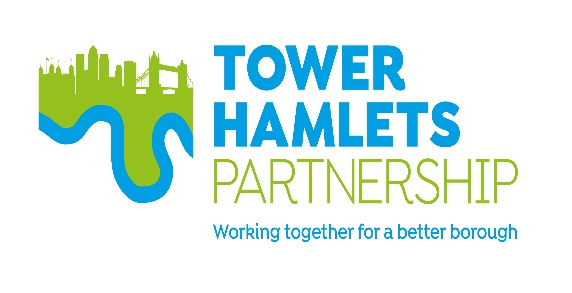 TOWER
HAMLETS
PARTNERSHIP
Working together for a better borough